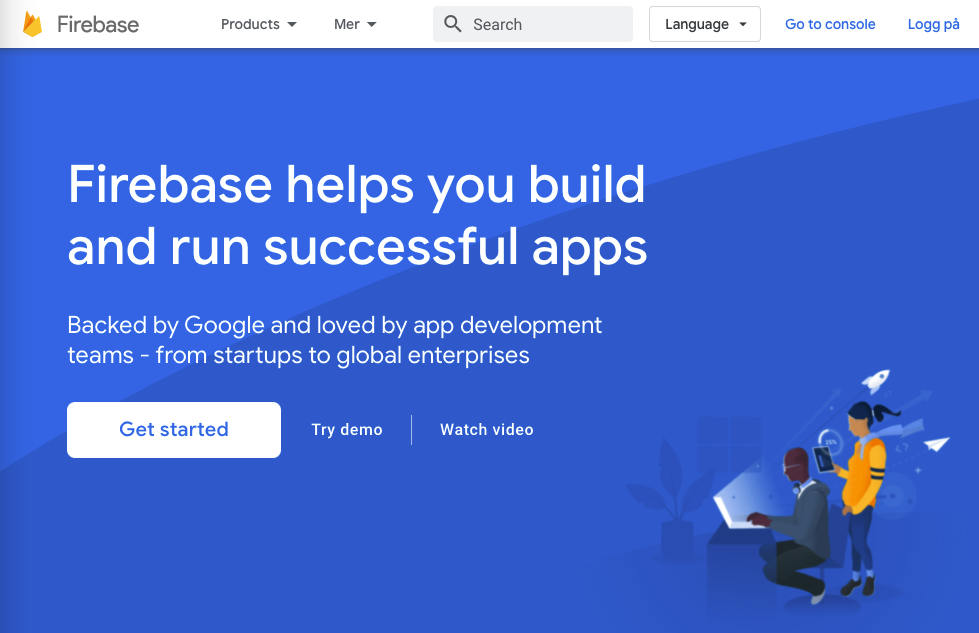 Firebase Products Mer Search Language Go to console Logg på
Firebase helps you build
and run successful apps
Backed by Google and loved by app development
teams - from startups to global enterprises
Get started Try demo Watch video
25%
< ? >